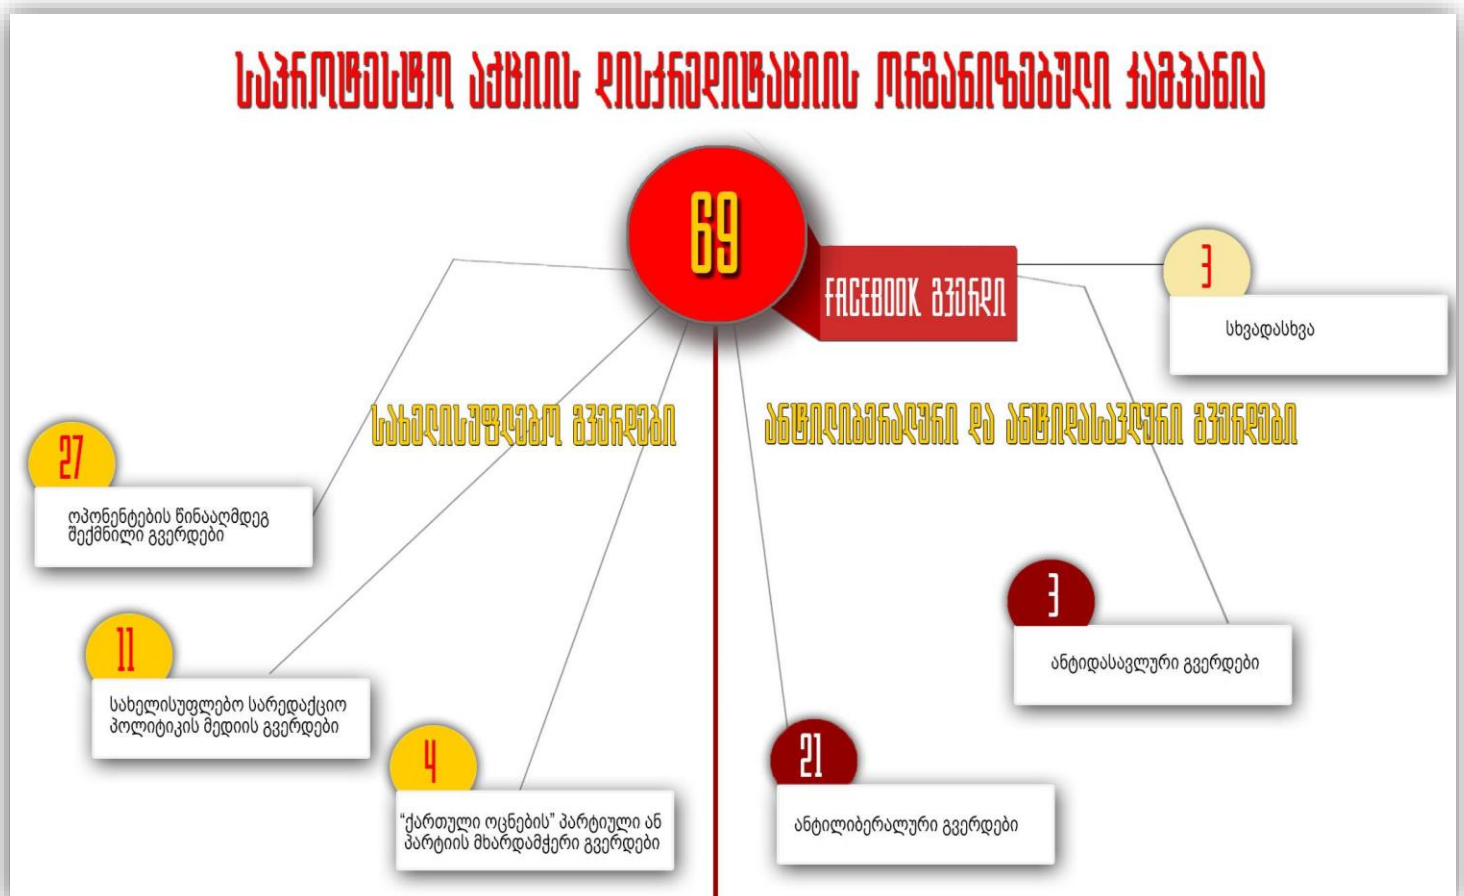 საპროტესტო აქციის დისკრედიტაციის ორგანიზებული კამპანია
69
FACEBOOK გვერდი
3
სხვადასხვა
სახელისუფლებო გვერდები
ანტილიბერალური და ანტიდასავლური გვერდები
27
ოპონენტების წინააღმდეგ
შექმნილი გვერდები
11
სახელისუფლებო სარედაქციო
პოლიტიკის მედიის გვერდები
4
“ქართული ოცნების” პარტიული ან
პარტიის მხარდამჭერი გვერდები
21
ანტილიბერალური გვერდები
3
ანტიდასავლური გვერდები